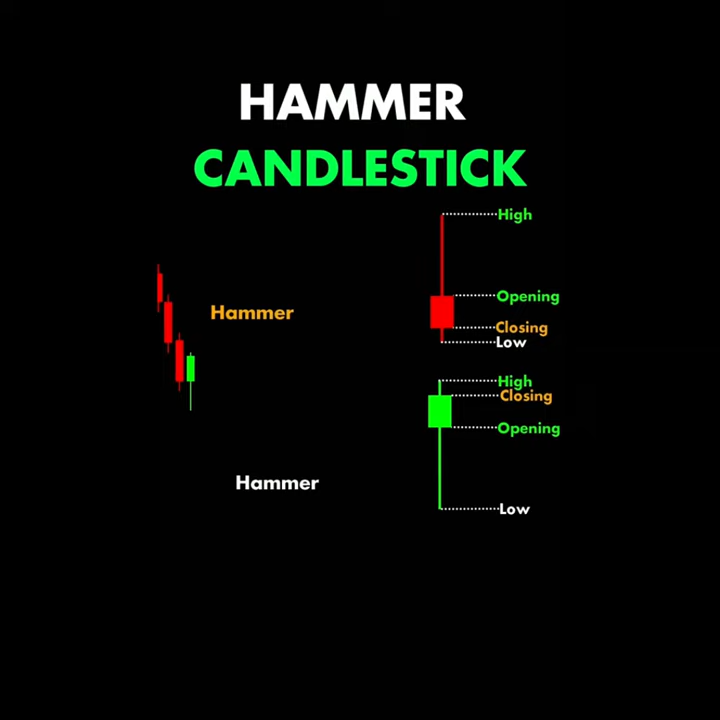 HAMMER
CANDLESTICK
High
Opening
Hammer
Closing
Low
High
Closing
Opening
Hammer
Low